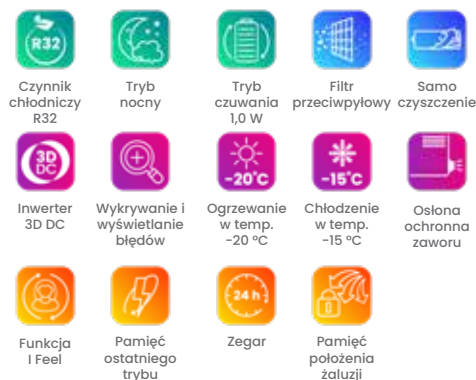 R32
Czynnik
chłodniczy
R32
Tryb
nocny
Tryb
czuwania
1,0 W
Filtr
przeciwpyłowy
Samo
czyszczenie
3D
DC
Inwerter
3D DC
Wykrywanie i
wyświetlanie
błędów
-20°C
Ogrzewanie
w temp.
-20 °C
-15°C
Chłodzenie
w temp.
-15 °C
Osłona
ochronna
zaworu
Funkcja
I Feel
Pamięć
ostatniego
trybu
24 h
Zegar
Pamięć
położenia
żaluzji